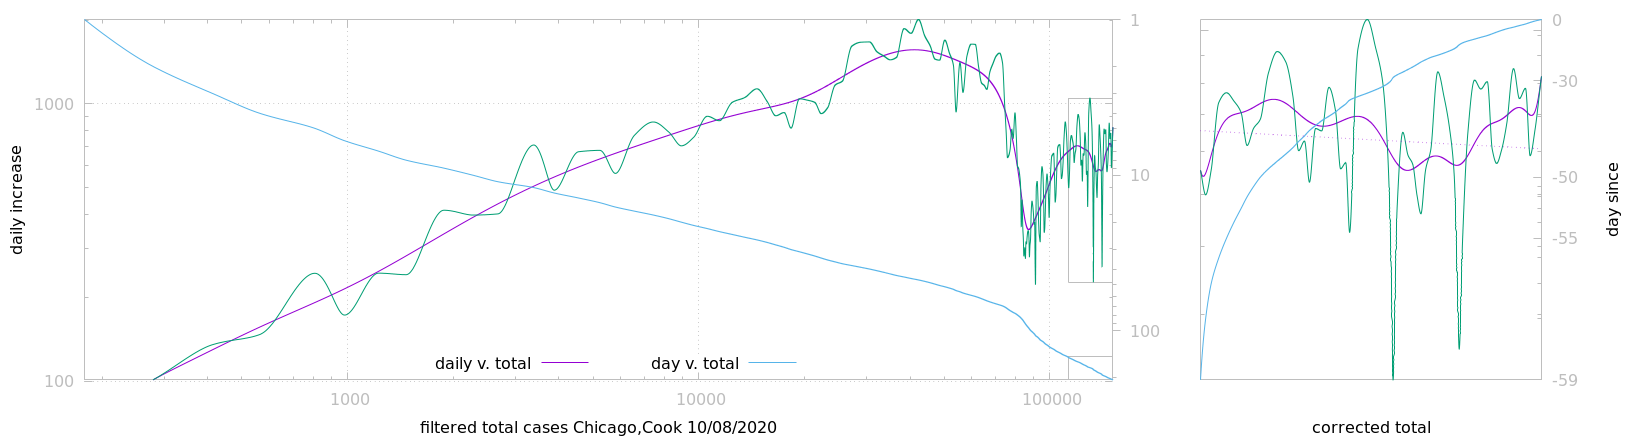 daily increase
1000
100
1000
10000
100000
1
10
100
daily v. total
day v. total
filtered total cases Chicago,Cook 10/08/2020
0
-30
-50
-55
-59
day since
corrected total